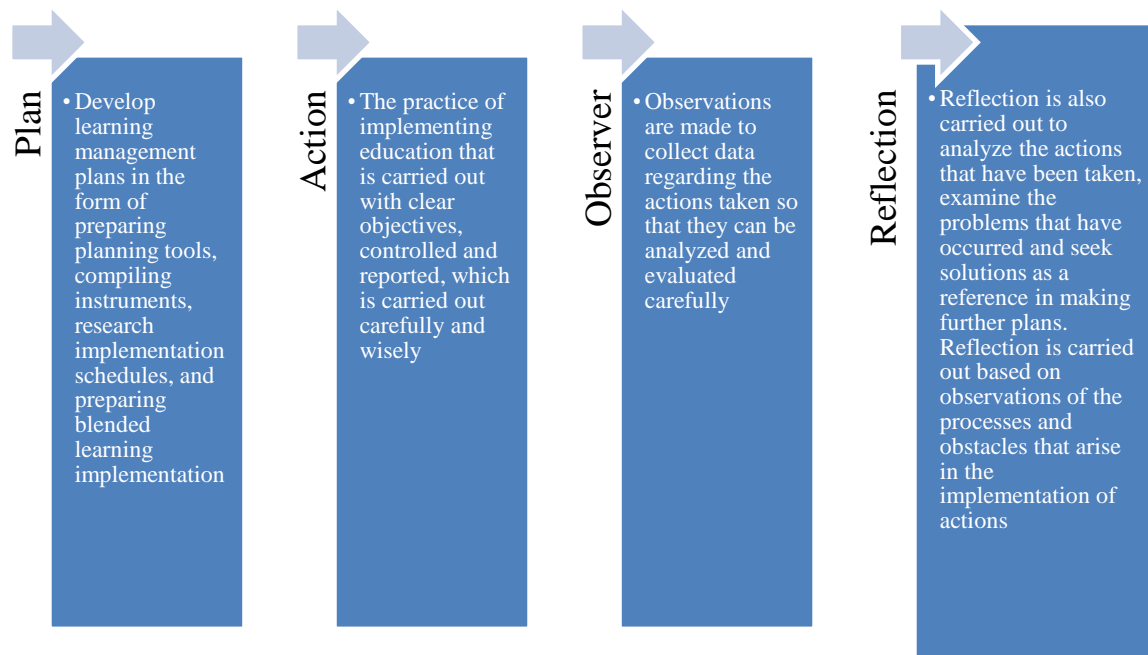 Plan
• Develop
learning
management
plans in the
form of
preparing
planning tools,
compiling
instruments,
research
implementation
schedules, and
preparing
blended
learning
implementation
Action
• The practice of
implementing
education that
is carried out
with clear
objectives,
controlled and
reported, which
is carried out
carefully and
wisely
Observer
• Observations
are made to
collect data
regarding the
actions taken so
that they can be
analyzed and
evaluated
carefully
Reflection
• Reflection is also
carried out to
analyze the actions
that have been taken,
examine the
problems that have
occurred and seek
solutions as a
reference in making
further plans.
Reflection is carried
out based on
observations of the
processes and
obstacles that arise
in the
implementation of
actions